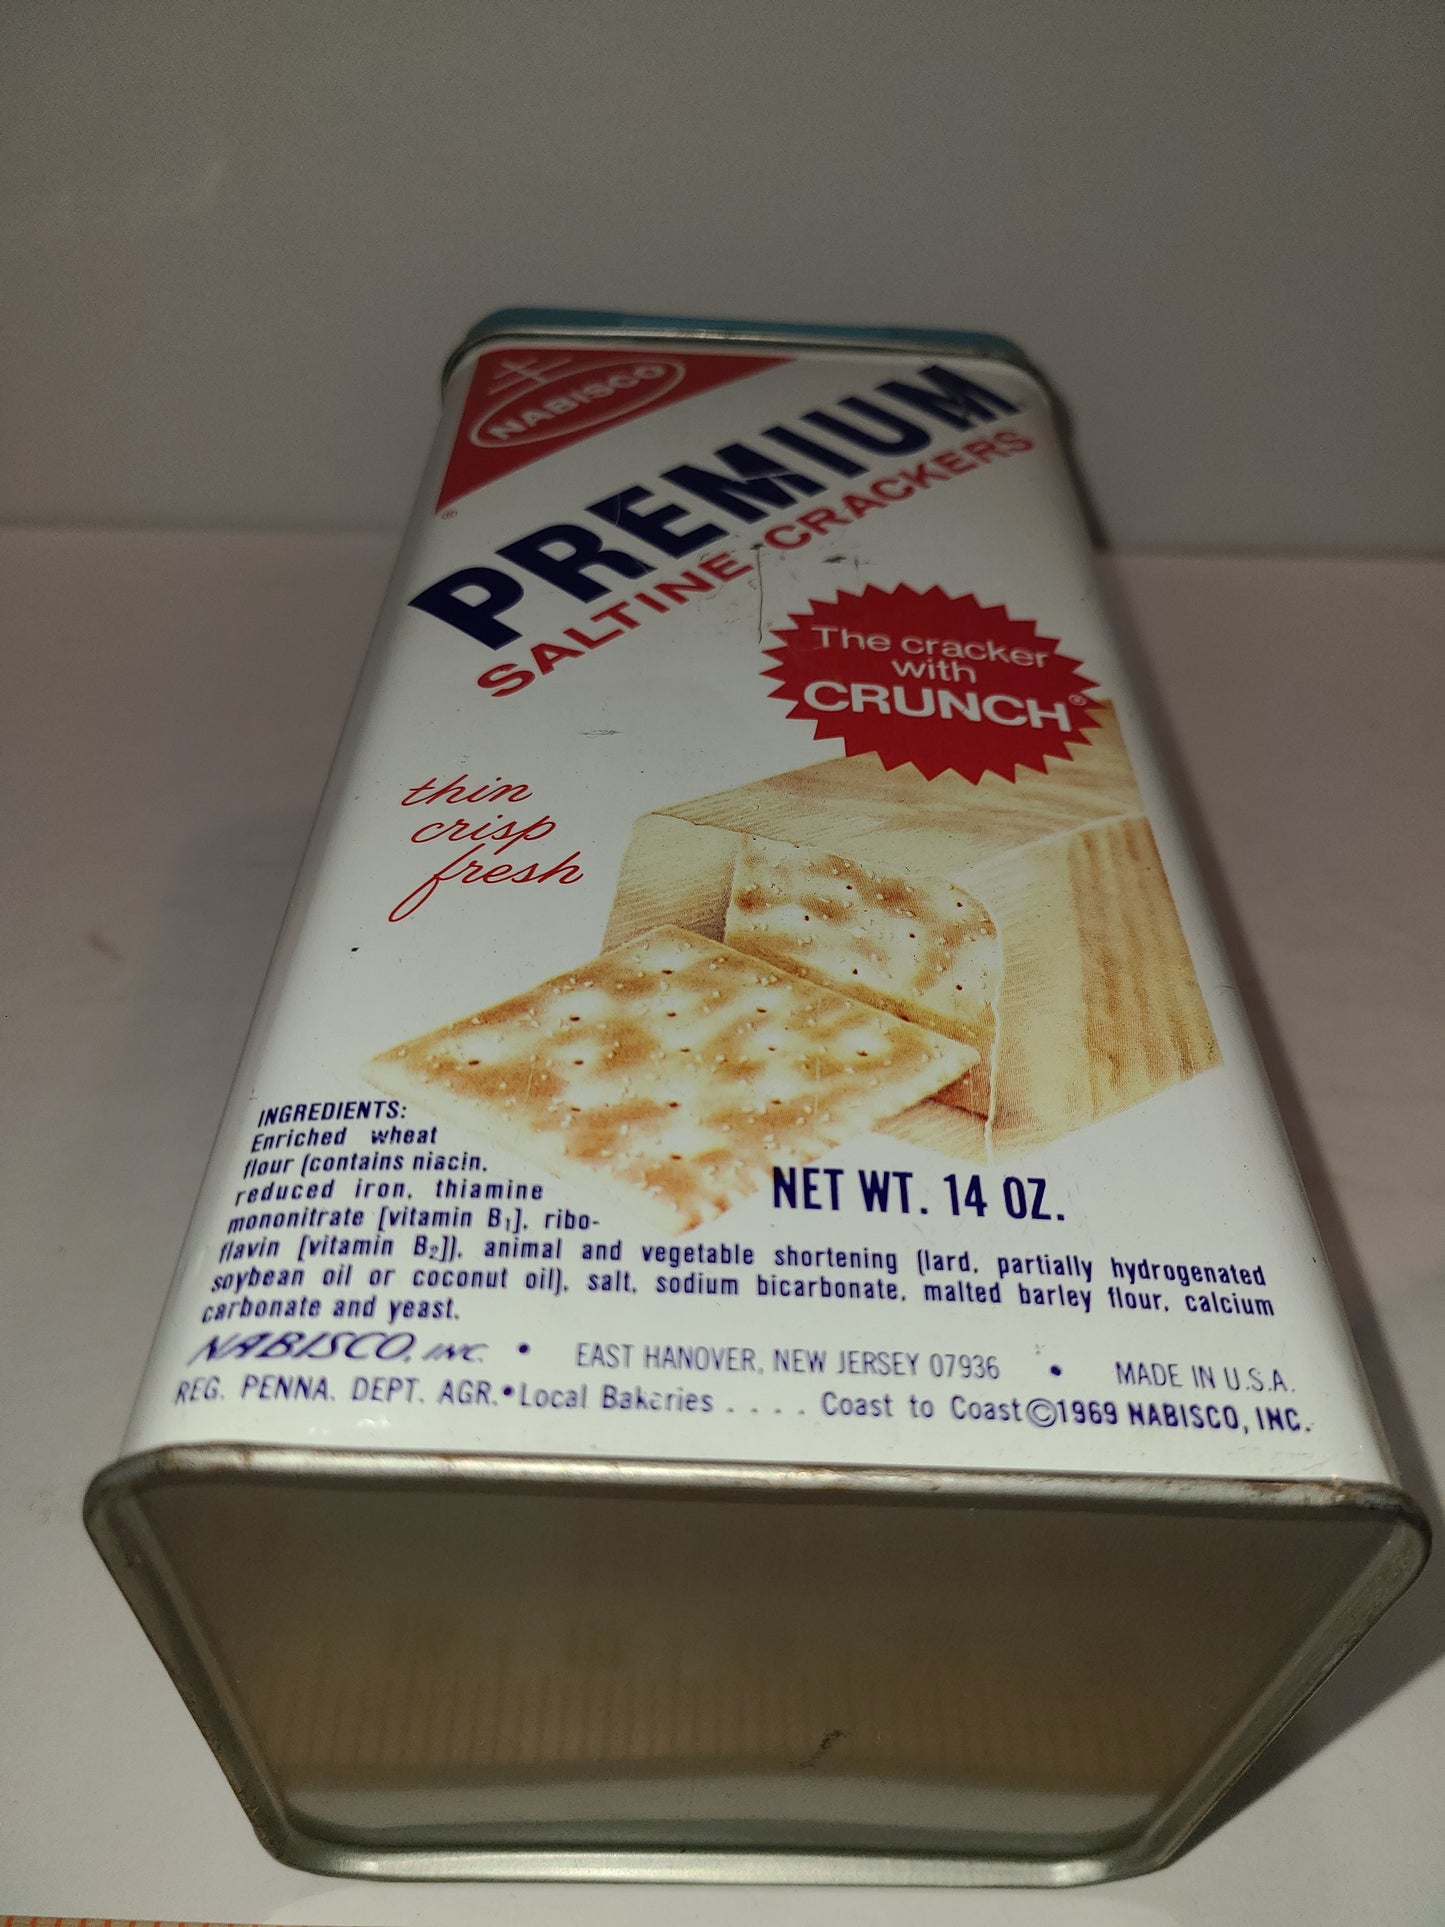 NABISCO
®
PREMIUM
SALTINE CRACKERS
The cracker
with
CRUNCH®
thin
crisp
fresh
INGREDIENTS:
Enriched wheat
flour (contains niacin,
reduced iron, thiamine
mononitrate [vitamin B₁], ribo-
flavin [vitamin B₂]), animal and vegetable shortening (lard, partially hydrogenated
soybean oil or coconut oil), salt, sodium bicarbonate, malted barley flour, calcium
carbonate and yeast.
NET WT. 14 OZ.
NABISCO, INC. • EAST HANOVER, NEW JERSEY 07936 • MADE IN U.S.A.
REG. PENNA. DEPT. AGR. • Local Bakeries . . . . Coast to Coast ©1969 NABISCO, INC.